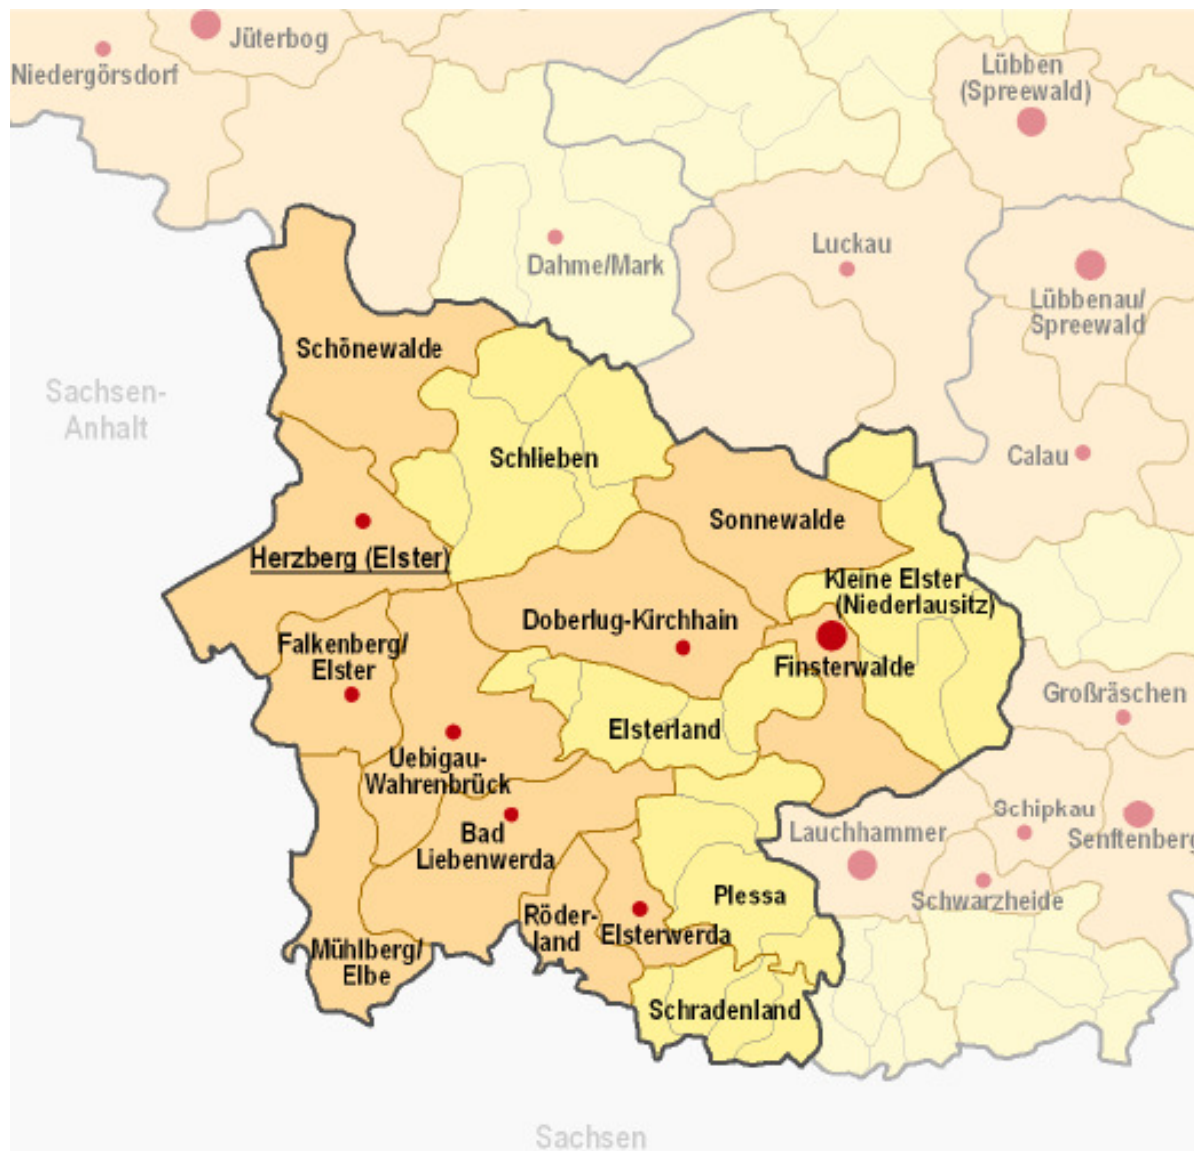 Jüterbog
Niedergörsdorf
Lübben
(Spreewald)
Dahme/Mark
Luckau
Lübbenau/
Spreewald
Schönewalde
Sachsen-
Anhalt
Schlieben
Calau
Sonnewalde
Herzberg (Elster)
Kleine Elster
(Niederlausitz)
Doberlug-Kirchhain
Falkenberg/
Elster
Finsterwalde
Großräschen
Elsterland
Uebigau-
Wahrenbrück
Schipkau
Bad
Liebenwerda
Lauchhammer
Senftenberg
Plessa
Schwarzheide
Röder-
land
Elsterwerda
Mühlberg/
Elbe
Schradenland
Sachsen